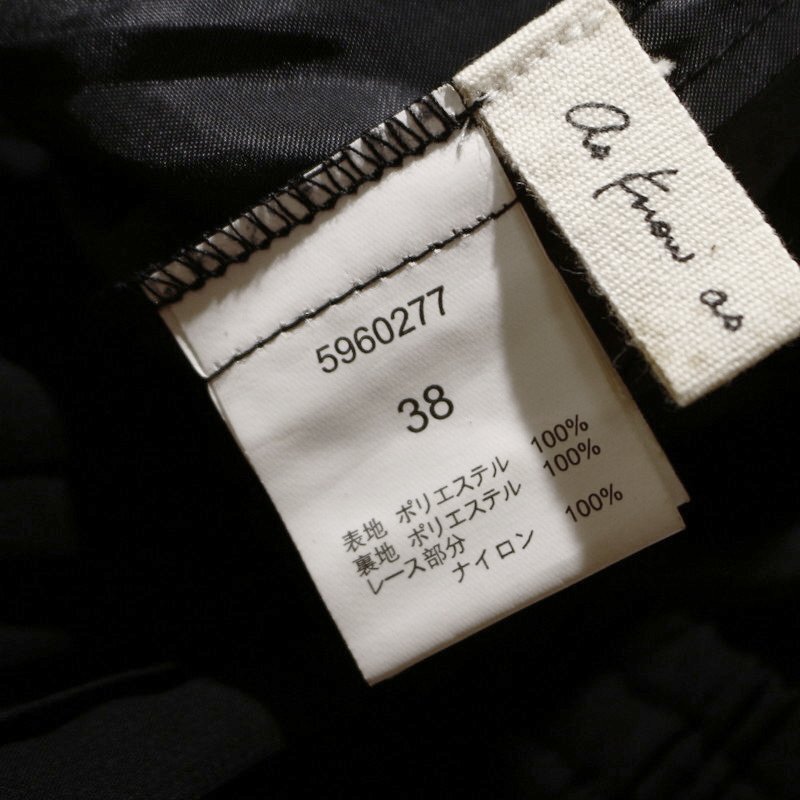 As know as
5960277
38
表地 ポリエステル 100%
裏地 ポリエステル 100%
レース部分
ナイロン 100%